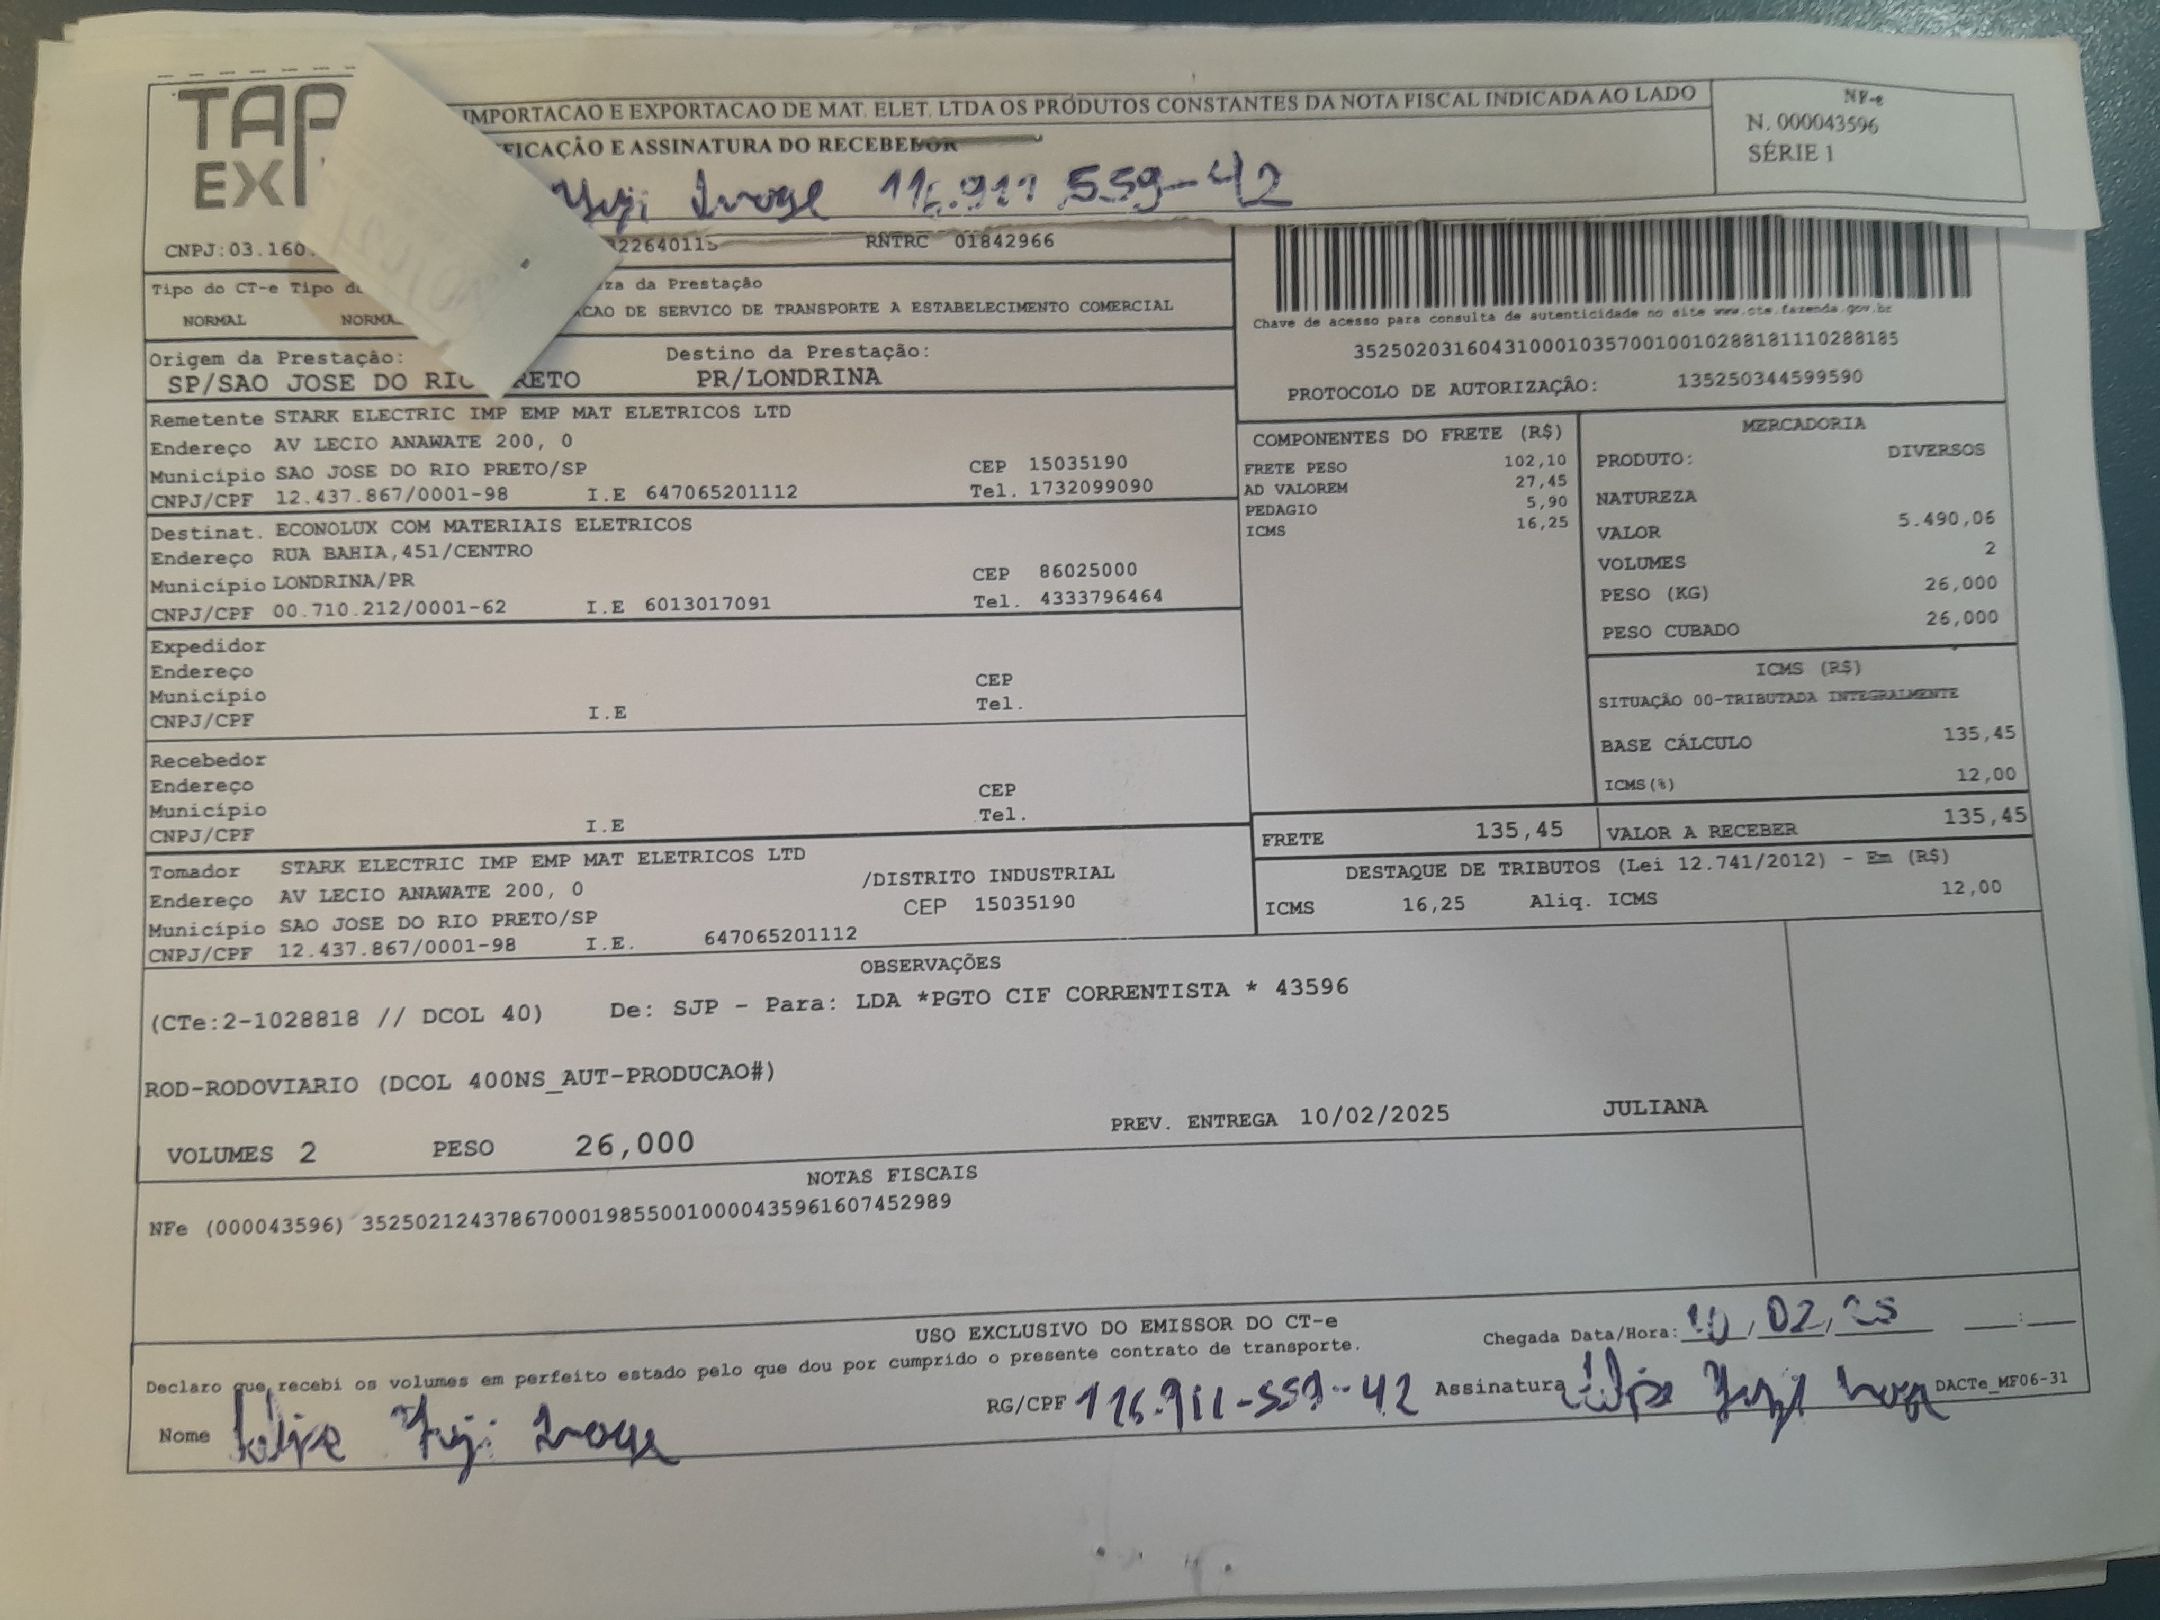 TAP
EX
IMPORTACAO E EXPORTACAO DE MAT. ELET. LTDA OS PRODUTOS CONSTANTES DA NOTA FISCAL INDICADA AO LADO
FICAÇÃO E ASSINATURA DO RECEBEDOR
NF-e
N. 000043596
SÉRIE 1
559-42
CNPJ:03.160.
RNTRC 01842966
Tipo do CT-e Tipo
da Prestação
NORMAL
DE SERVICO DE TRANSPORTE A ESTABELECIMENTO COMERCIAL
Origem da Prestação: Destino da Prestação:
SP/SAO JOSE DO RIO PRETO PR/LONDRINA
Chave de acesso para consulta de autenticidade no site www.cte.fazenda.gov.br
35250203160431000103570010010288181110288185
PROTOCOLO DE AUTORIZAÇÃO: 135250344599590
Remetente STARK ELECTRIC IMP EMP MAT ELETRICOS LTD
Endereço AV LECIO ANAWATE 200, 0
Município SAO JOSE DO RIO PRETO/SP CEP 15035190
CNPJ/CPF 12.437.867/0001-98 I.E 647065201112 Tel. 1732099090
Destinat. ECONOLUX COM MATERIAIS ELETRICOS
Endereço RUA BAHIA,451/CENTRO
Município LONDRINA/PR CEP 86025000
CNPJ/CPF 00.710.212/0001-62 I.E 6013017091 Tel. 4333796464
Expedidor
Endereço
Município CEP
CNPJ/CPF I.E Tel.
Recebedor
Endereço
Município CEP
CNPJ/CPF I.E Tel.
Tomador STARK ELECTRIC IMP EMP MAT ELETRICOS LTD
Endereço AV LECIO ANAWATE 200, 0 /DISTRITO INDUSTRIAL
Município SAO JOSE DO RIO PRETO/SP CEP 15035190
CNPJ/CPF 12.437.867/0001-98 I.E. 647065201112
COMPONENTES DO FRETE (R$)
FRETE PESO 102,10
AD VALOREM 27,45
PEDAGIO 5,90
ICMS 16,25
MERCADORIA
PRODUTO: DIVERSOS
NATUREZA
VALOR 5.490,06
VOLUMES 2
PESO (KG) 26,000
PESO CUBADO 26,000
ICMS (R$)
SITUAÇÃO 00-TRIBUTADA INTEGRALMENTE
BASE CÁLCULO 135,45
ICMS(%) 12,00
FRETE 135,45 VALOR A RECEBER 135,45
DESTAQUE DE TRIBUTOS (Lei 12.741/2012) - Em (R$)
ICMS 16,25 Aliq. ICMS 12,00
OBSERVAÇÕES
(CTe:2-1028818 // DCOL 40) De: SJP - Para: LDA *PGTO CIF CORRENTISTA * 43596
ROD-RODOVIARIO (DCOL 400NS_AUT-PRODUCAO#)
VOLUMES 2 PESO 26,000 PREV. ENTREGA 10/02/2025 JULIANA
NOTAS FISCAIS
NFe (000043596) 35250212437867000198550010000435961607452989
USO EXCLUSIVO DO EMISSOR DO CT-e
Chegada Data/Hora: 10/02/25 __:__
Declaro que recebi os volumes em perfeito estado pelo que dou por cumprido o presente contrato de transporte.
Nome
RG/CPF 116.911-559-42 Assinatura
DACTe_MF06-31